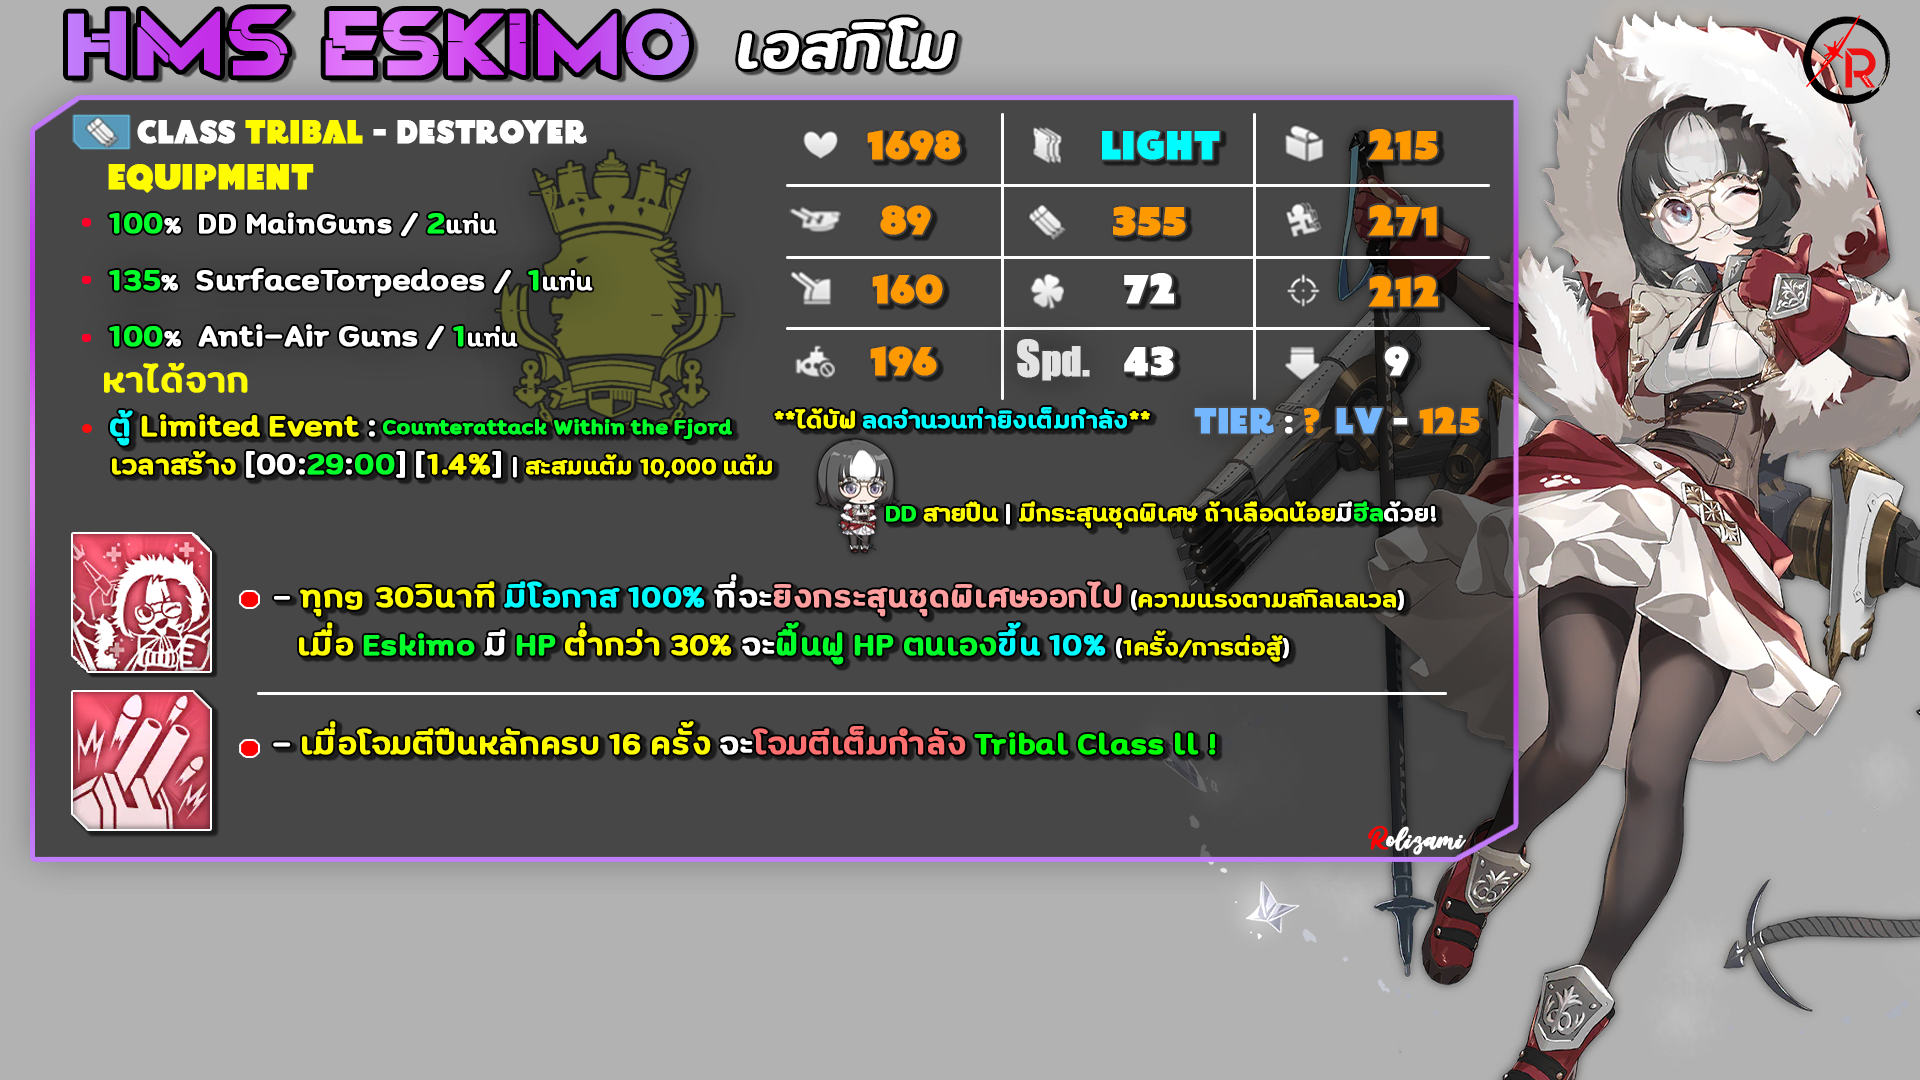 HMS ESKIMO เอสกิโม
R
CLASS TRIBAL - DESTROYER
EQUIPMENT
100% DD MainGuns / 2แท่น
135% SurfaceTorpedoes / 1แท่น
100% Anti-Air Guns / 1แท่น
หาได้จาก
ตู้ Limited Event : Counterattack Within the Fjord
เวลาสร้าง [00:29:00] [1.4%] | สะสมแต้ม 10,000 แต้ม
1698 LIGHT 215
89 355 271
160 72 212
196 Spd. 43 9
**ได้บัฟ ลดจำนวนท่ายิงเต็มกำลัง** TIER : ? LV - 125
DD สายปืน | มีกระสุนชุดพิเศษ ถ้าเลือดน้อยมีฮีลด้วย!
- ทุกๆ 30วินาที มีโอกาส 100% ที่จะยิงกระสุนชุดพิเศษออกไป (ความแรงตามสกิลเลเวล)
เมื่อ Eskimo มี HP ต่ำกว่า 30% จะฟื้นฟู HP ตนเองขึ้น 10% (1ครั้ง/การต่อสู้)
- เมื่อโจมตีปืนหลักครบ 16 ครั้ง จะโจมตีเต็มกำลัง Tribal Class ll !
Rolizami